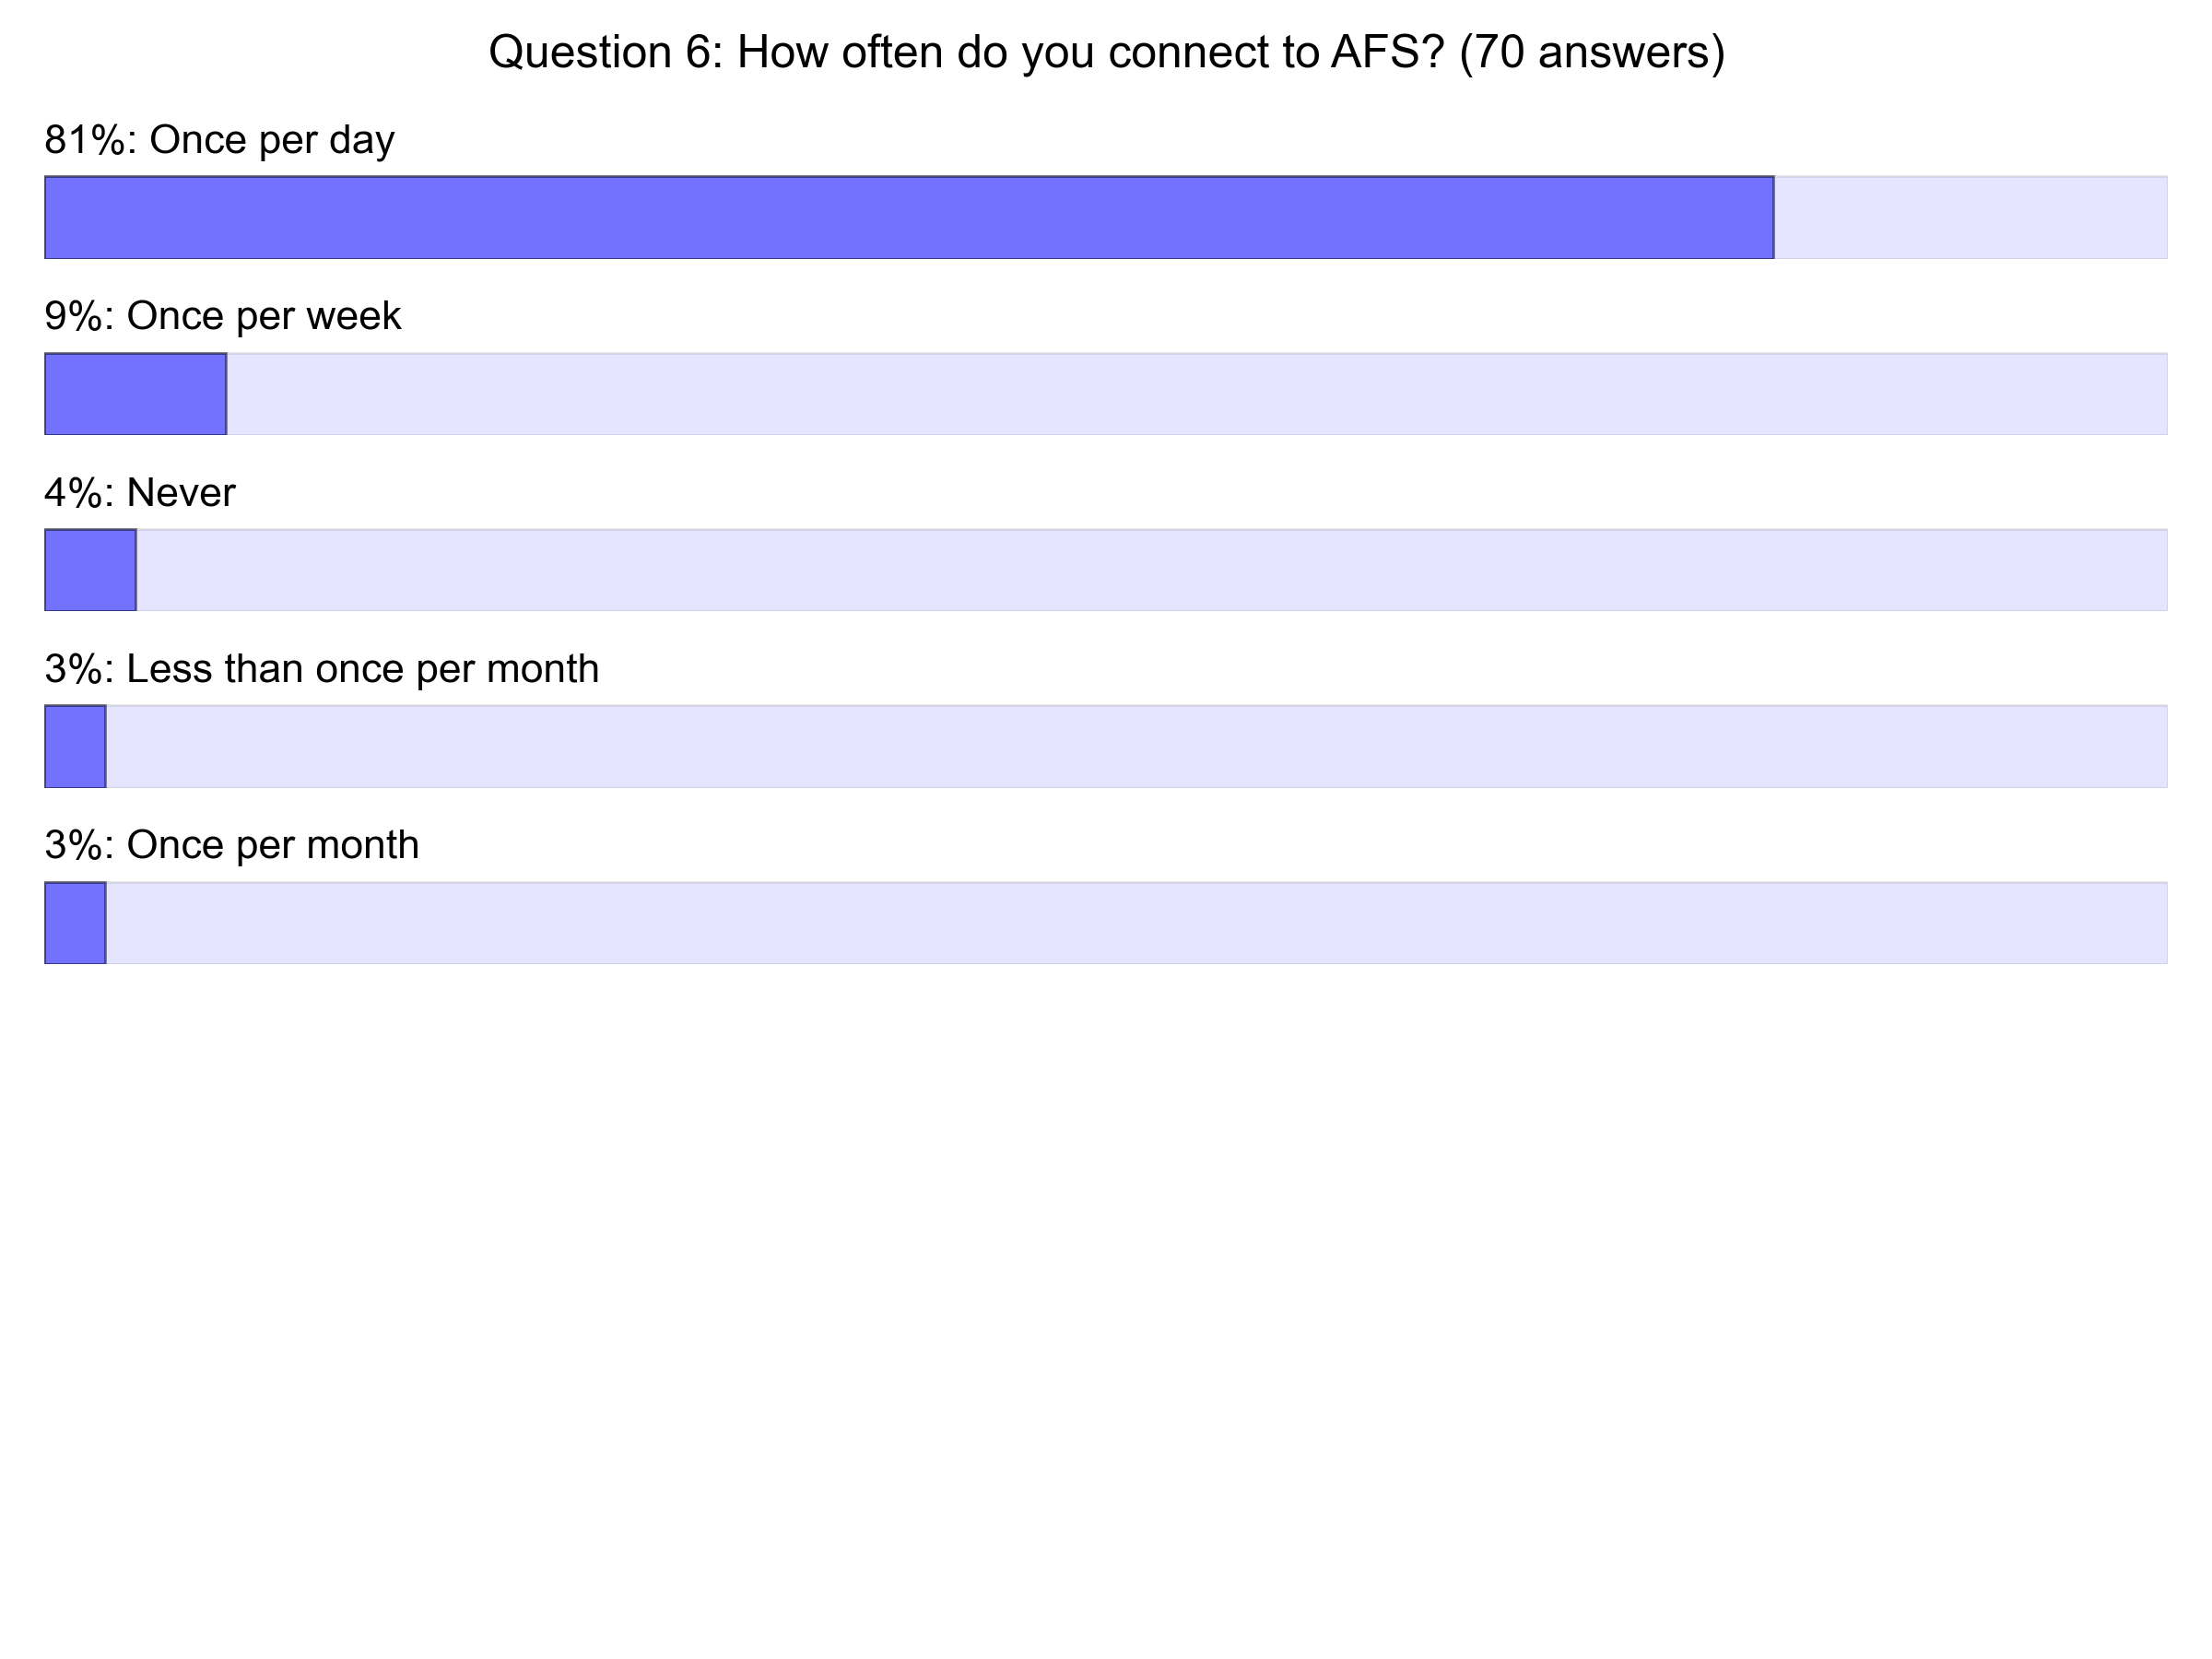 Question 6: How often do you connect to AFS? (70 answers)
81%: Once per day
9%: Once per week
4%: Never
3%: Less than once per month
3%: Once per month